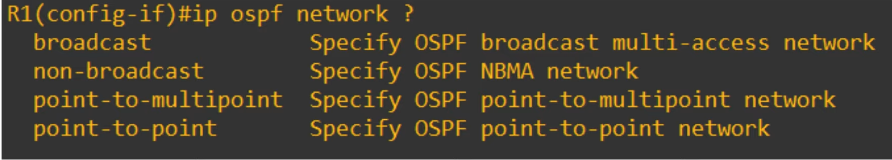 R1(config-if)#ip ospf network ?
broadcast Specify OSPF broadcast multi-access network
non-broadcast Specify OSPF NBMA network
point-to-multipoint Specify OSPF point-to-multipoint network
point-to-point Specify OSPF point-to-point network